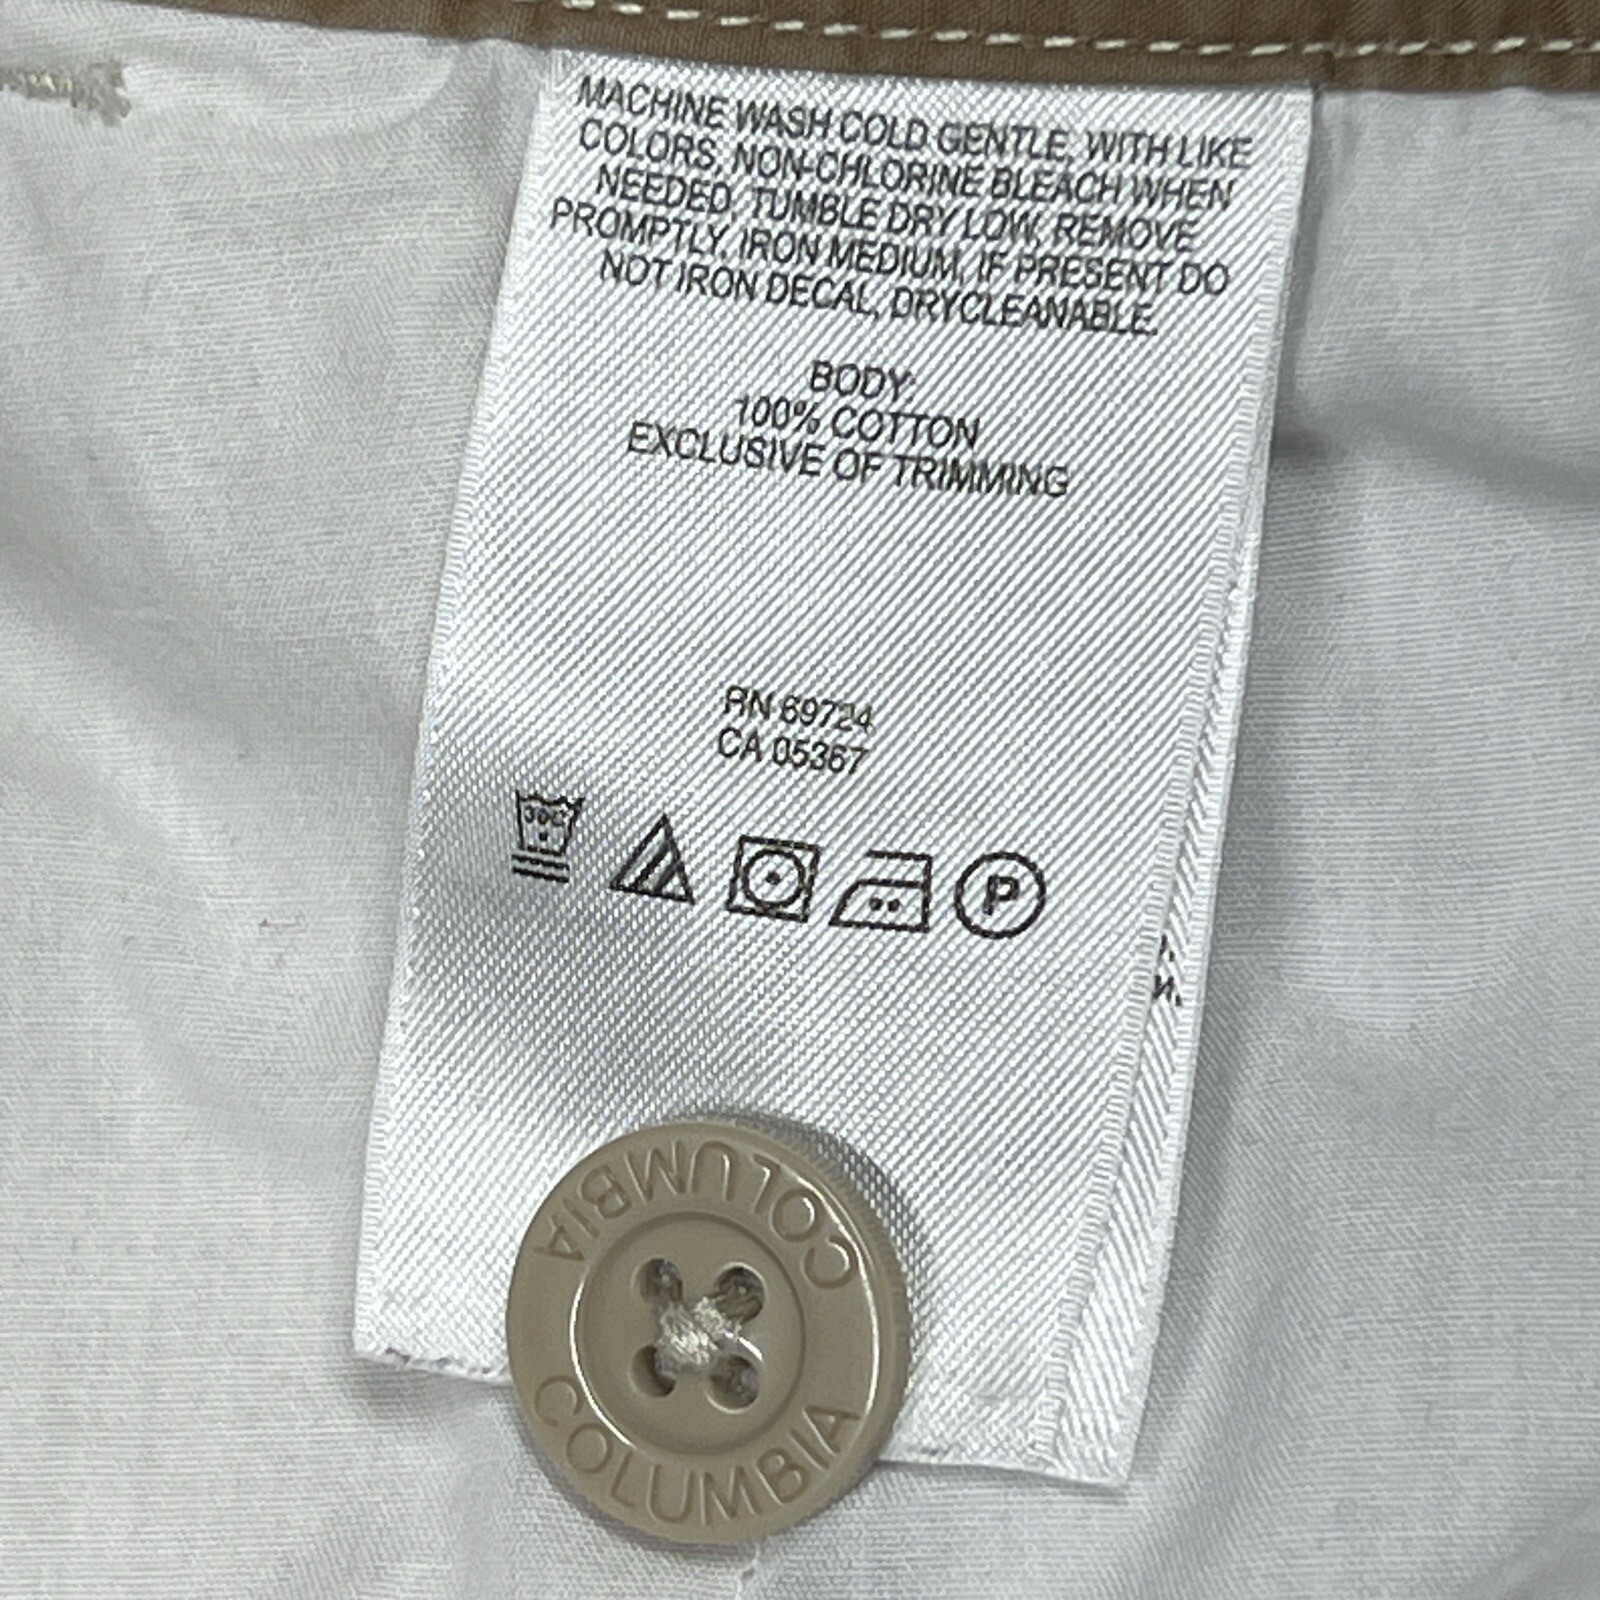 MACHINE WASH COLD GENTLE, WITH LIKE
COLORS, NON-CHLORINE BLEACH WHEN
NEEDED, TUMBLE DRY LOW, REMOVE
PROMPTLY, IRON MEDIUM, IF PRESENT DO
NOT IRON DECAL, DRYCLEANABLE.
BODY:
100% COTTON
EXCLUSIVE OF TRIMMING
RN 69724
CA 05367
30C
P
COLUMBIA
COLUMBIA